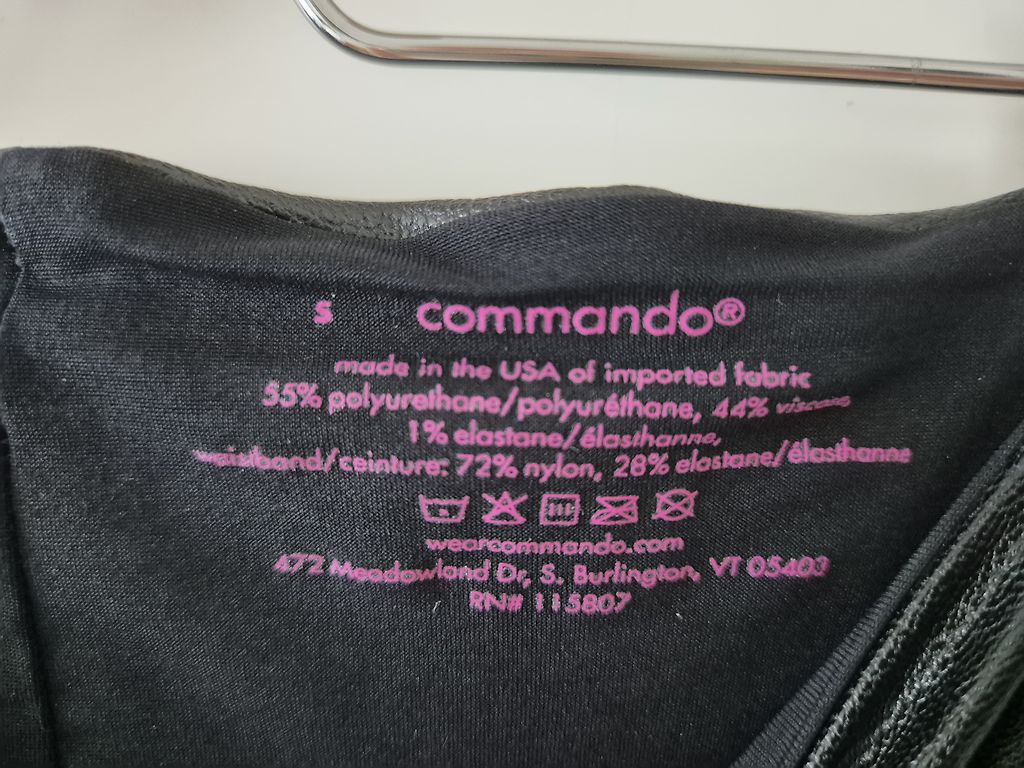 S commando®
made in the USA of imported fabric
55% polyurethane/polyuréthane, 44% viscose
1% elastane/élasthanne,
waistband/ceinture: 72% nylon, 28% elastane/élasthanne
wearcommando.com
472 Meadowland Dr, S. Burlington, VT 05403
RN# 115807